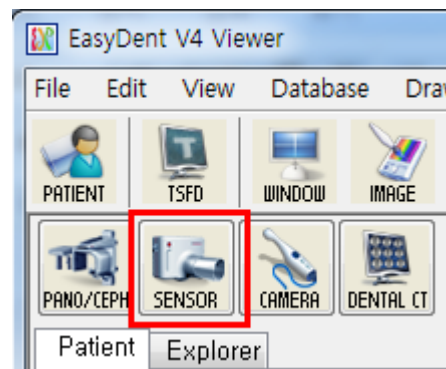 EasyDent V4 Viewer
File Edit View Database Draw
PATIENT TSFD WINDOW IMAGE
PANO/CEPH SENSOR CAMERA DENTAL CT
Patient Explorer